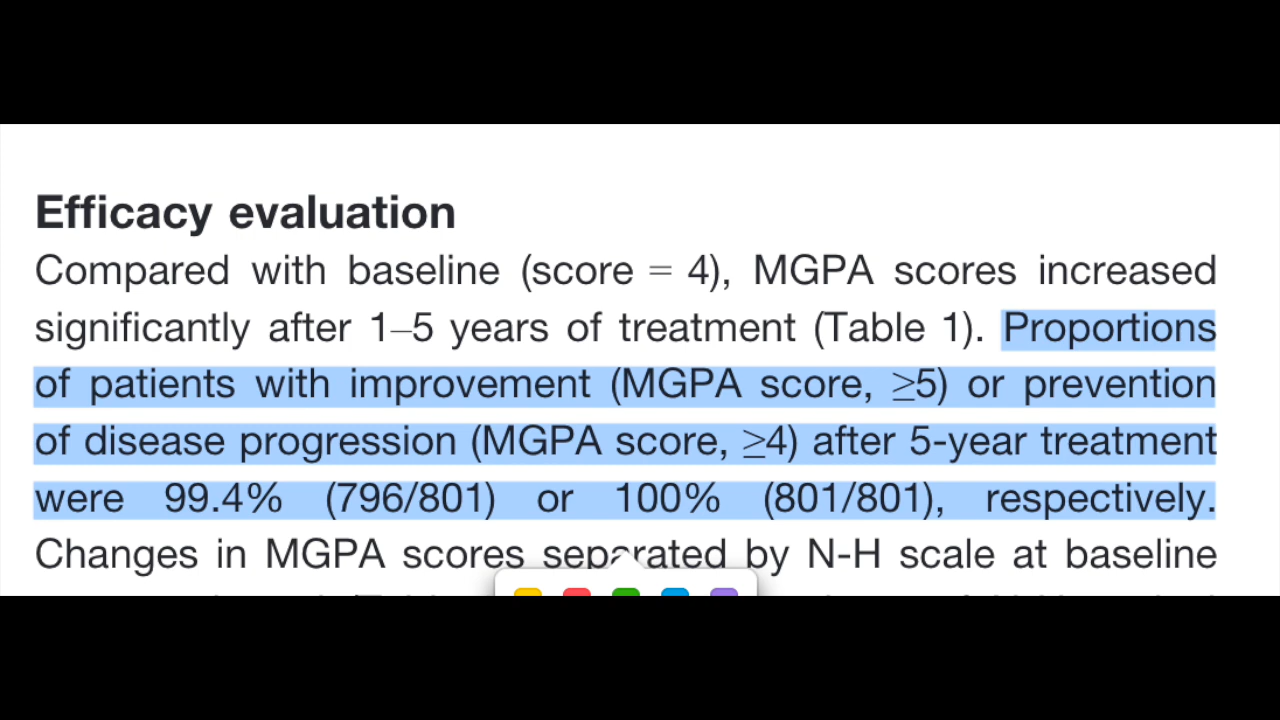 Efficacy evaluation
Compared with baseline (score = 4), MGPA scores increased
significantly after 1–5 years of treatment (Table 1). Proportions
of patients with improvement (MGPA score, ≥5) or prevention
of disease progression (MGPA score, ≥4) after 5-year treatment
were 99.4% (796/801) or 100% (801/801), respectively.
Changes in MGPA scores separated by N-H scale at baseline